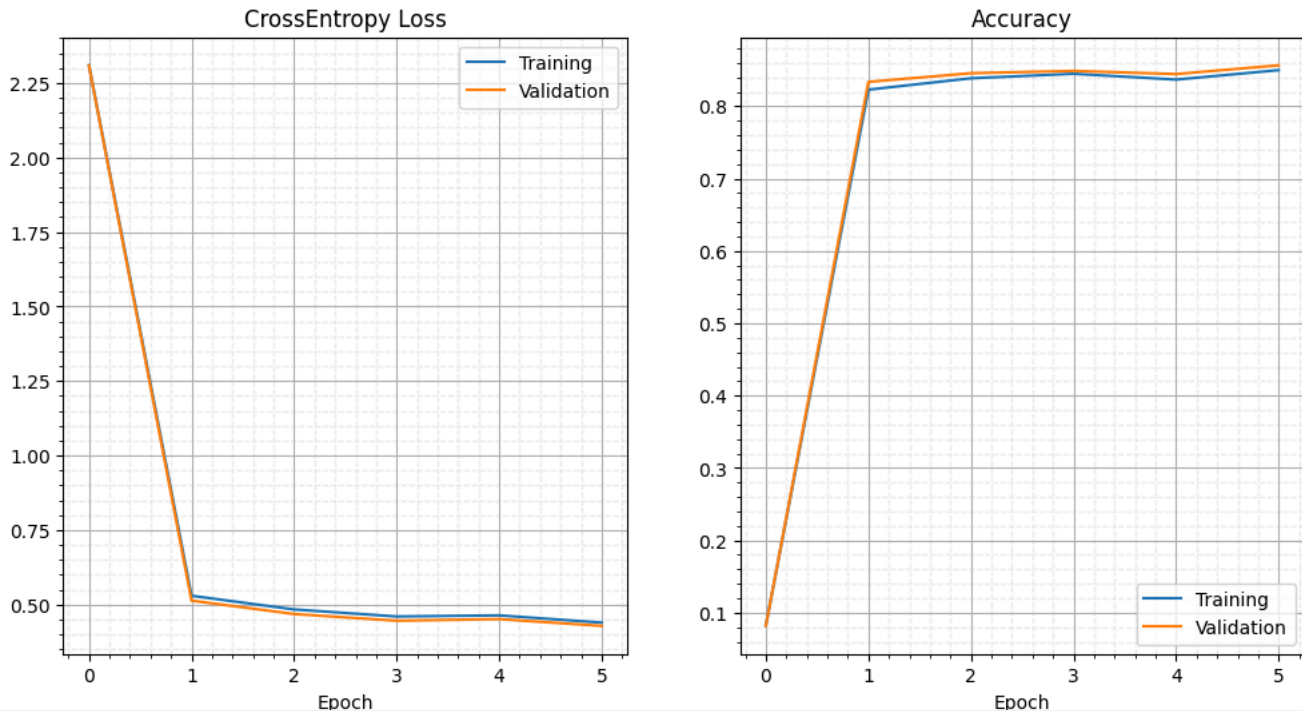 CrossEntropy Loss
Training
Validation
2.25
2.00
1.75
1.50
1.25
1.00
0.75
0.50
0 1 2 3 4 5
Epoch
Accuracy
0.8
0.7
0.6
0.5
0.4
0.3
0.2
0.1
Training
Validation
0 1 2 3 4 5
Epoch